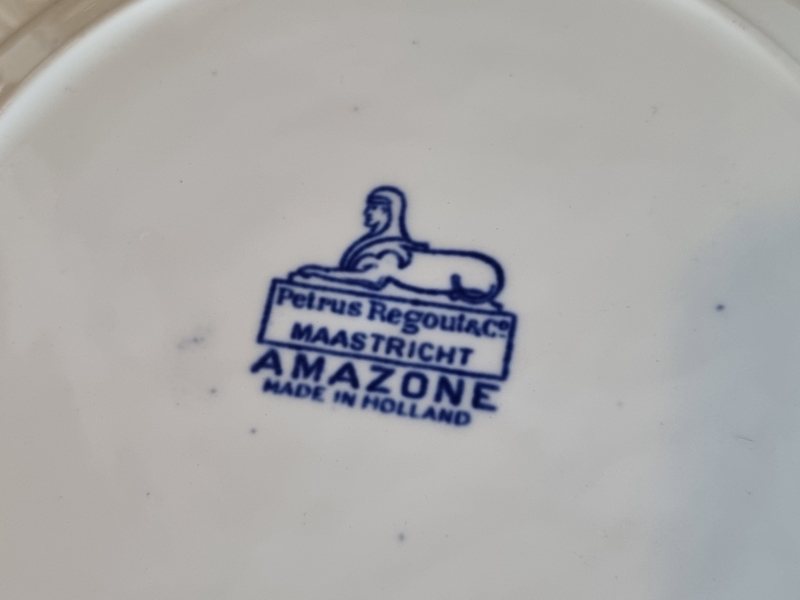 Petrus Regout & Co.
MAASTRICHT
AMAZONE
MADE IN HOLLAND